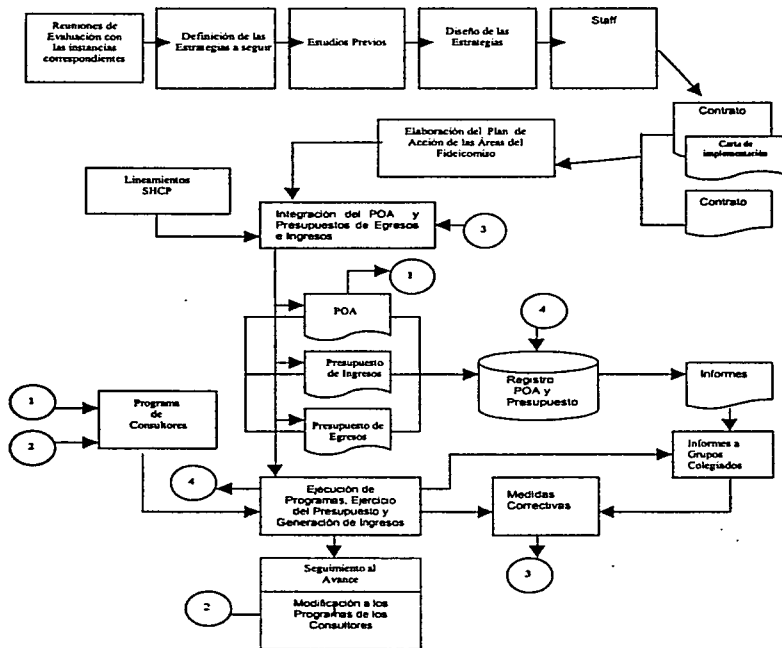 Reuniones de
Evaluación con
las instancias
correspondientes
Definición de las
Estrategias a seguir
Estudios Previos
Diseño de las
Estrategias
Staff
Contrato
Carta de
implementación
Contrato
Elaboración del Plan de
Acción de las Áreas del
Fideicomiso
Lineamientos
SHCP
Integración del POA y
Presupuestos de Egresos
e Ingresos
3
1
POA
4
Presupuesto
de Ingresos
Registro
POA y
Presupuesto
Informes
1
Programa
de
Consultores
2
Presupuesto de
Egresos
Informes a
Grupos
Colegiados
4
Ejecución de
Programas, Ejercicio
del Presupuesto y
Generación de Ingresos
Medidas
Correctivas
3
Seguimiento al
Avance
2
Modificación a los
Programas de los
Consultores